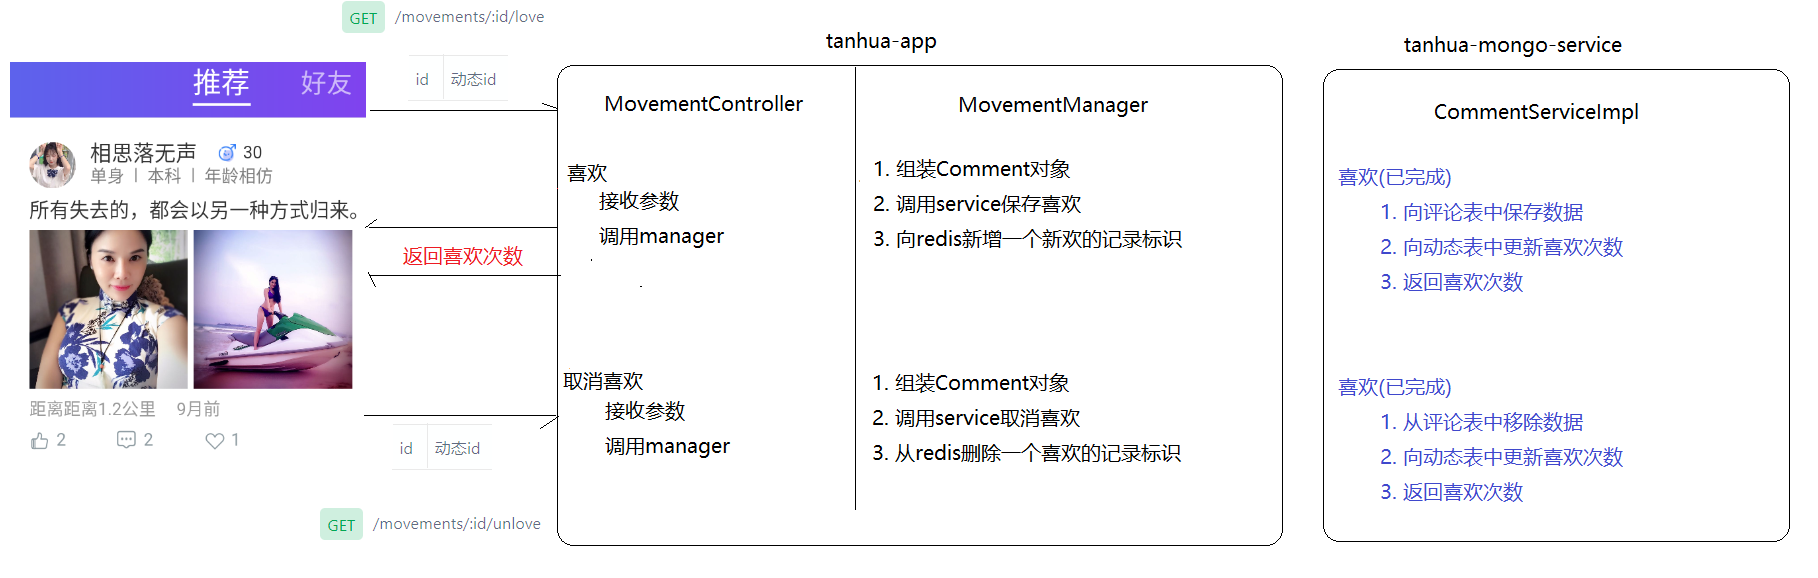 GET /movements/:id/love
id 动态id
推荐 好友
相思落无声 30
单身 | 本科 | 年龄相仿
所有失去的，都会以另一种方式归来。
距离距离1.2公里 9月前
2 2 1
返回喜欢次数
id 动态id
GET /movements/:id/unlove
tanhua-app
MovementController
喜欢
接收参数
调用manager
取消喜欢
接收参数
调用manager
MovementManager
1. 组装Comment对象
2. 调用service保存喜欢
3. 向redis新增一个新欢的记录标识
1. 组装Comment对象
2. 调用service取消喜欢
3. 从redis删除一个喜欢的记录标识
tanhua-mongo-service
CommentServiceImpl
喜欢(已完成)
1. 向评论表中保存数据
2. 向动态表中更新喜欢次数
3. 返回喜欢次数
喜欢(已完成)
1. 从评论表中移除数据
2. 向动态表中更新喜欢次数
3. 返回喜欢次数